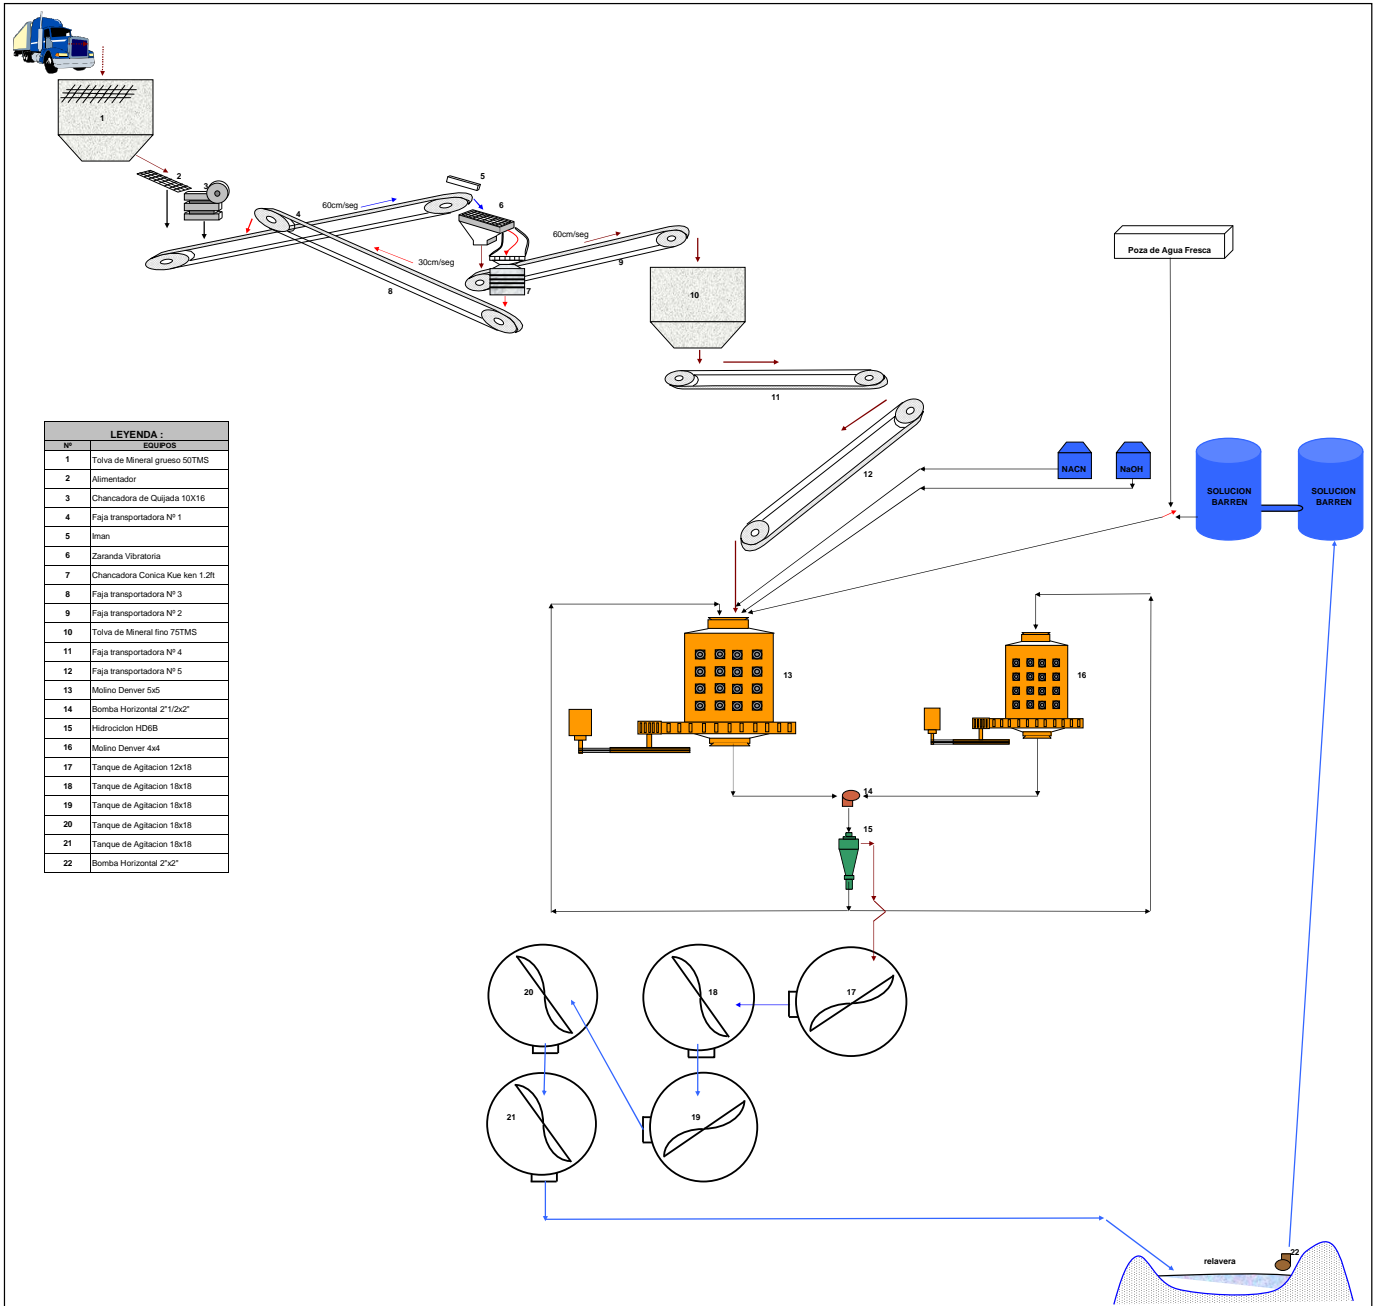 1
2
3
5
4
60cm/seg
6
60cm/seg
30cm/seg
9
8
7
10
Poza de Agua Fresca
11
12
NACN
NaOH
SOLUCION
BARREN
SOLUCION
BARREN
LEYENDA :
Nº EQUIPOS
1 Tolva de Mineral grueso 50TMS
2 Alimentador
3 Chancadora de Quijada 10X16
4 Faja transportadora Nº 1
5 Iman
6 Zaranda Vibratoria
7 Chancadora Conica Kue ken 1.2ft
8 Faja transportadora Nº 3
9 Faja transportadora Nº 2
10 Tolva de Mineral fino 75TMS
11 Faja transportadora Nº 4
12 Faja transportadora Nº 5
13 Molino Denver 5x5
14 Bomba Horizontal 2"1/2x2"
15 Hidrociclon HD6B
16 Molino Denver 4x4
17 Tanque de Agitacion 12x18
18 Tanque de Agitacion 18x18
19 Tanque de Agitacion 18x18
20 Tanque de Agitacion 18x18
21 Tanque de Agitacion 18x18
22 Bomba Horizontal 2"x2"
13
16
14
15
20
18
17
21
19
relavera
22